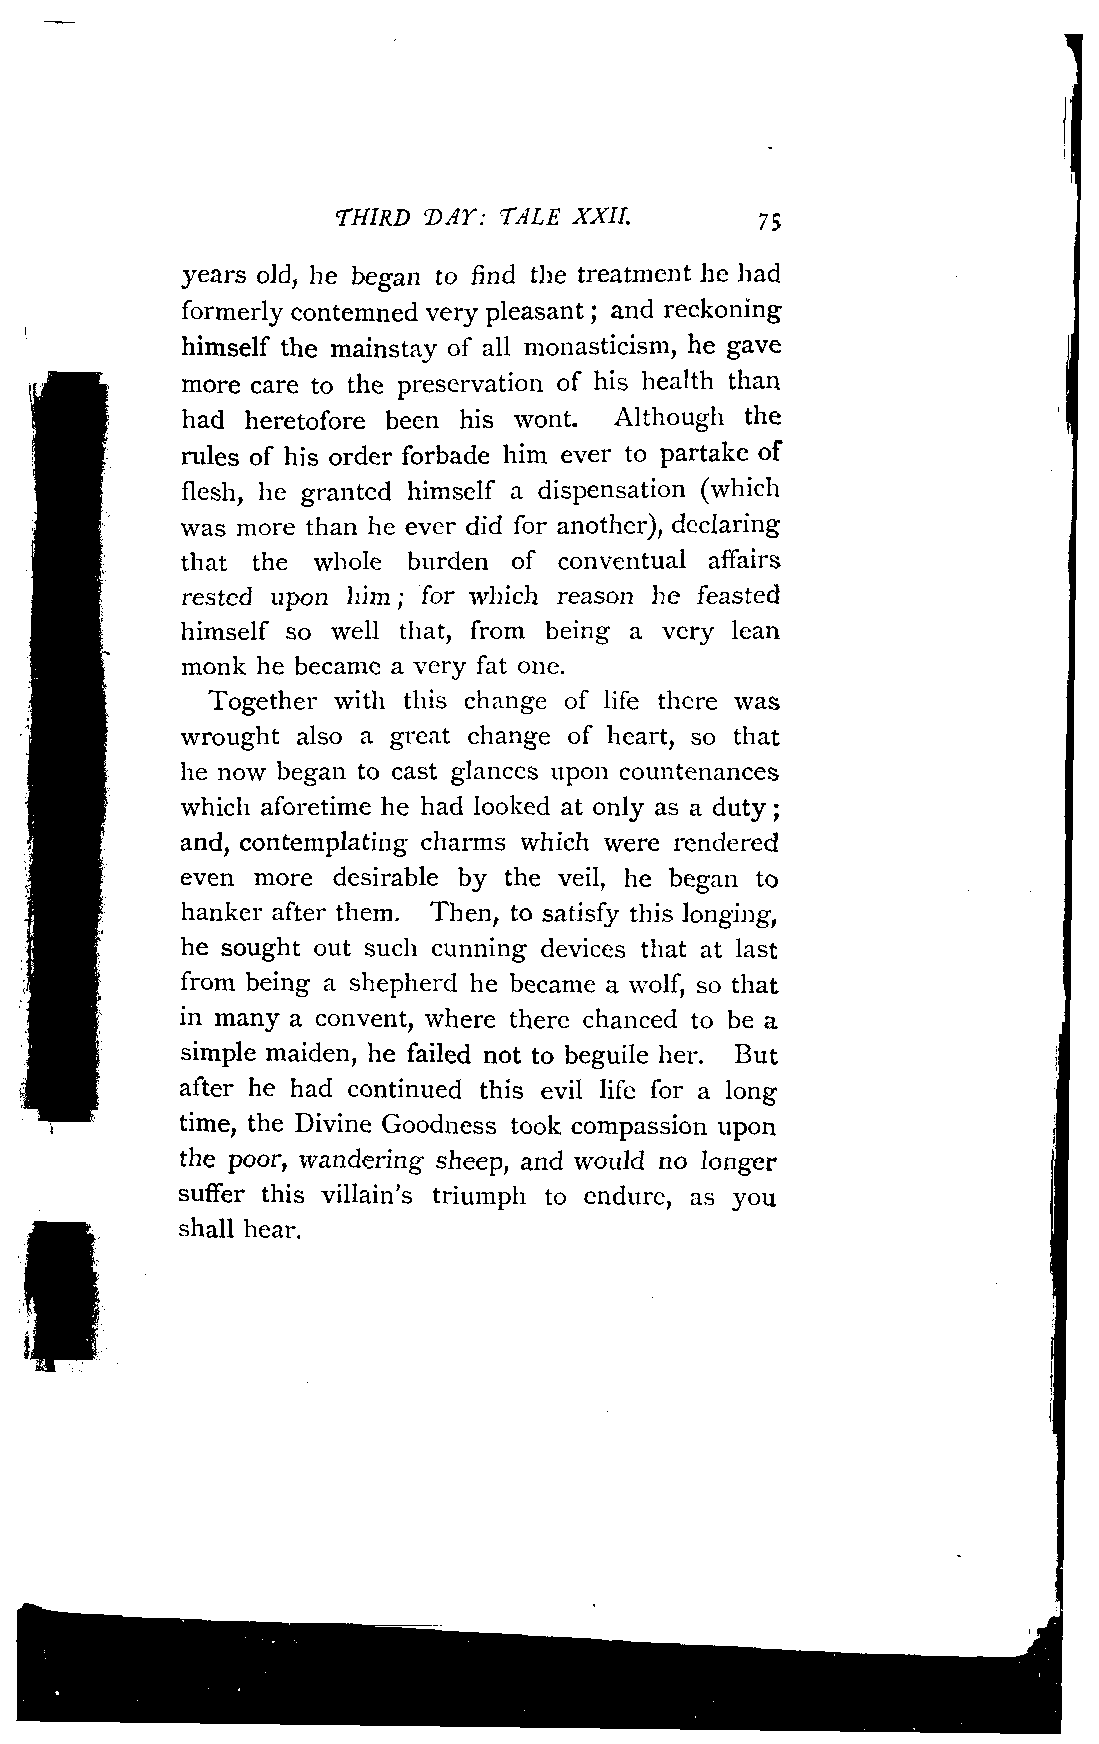 THIRD DAY: TALE XXII. 75
years old, he began to find the treatment he had
formerly contemned very pleasant; and reckoning
himself the mainstay of all monasticism, he gave
more care to the preservation of his health than
had heretofore been his wont. Although the
rules of his order forbade him ever to partake of
flesh, he granted himself a dispensation (which
was more than he ever did for another), declaring
that the whole burden of conventual affairs
rested upon him; for which reason he feasted
himself so well that, from being a very lean
monk he became a very fat one.
Together with this change of life there was
wrought also a great change of heart, so that
he now began to cast glances upon countenances
which aforetime he had looked at only as a duty;
and, contemplating charms which were rendered
even more desirable by the veil, he began to
hanker after them. Then, to satisfy this longing,
he sought out such cunning devices that at last
from being a shepherd he became a wolf, so that
in many a convent, where there chanced to be a
simple maiden, he failed not to beguile her. But
after he had continued this evil life for a long
time, the Divine Goodness took compassion upon
the poor, wandering sheep, and would no longer
suffer this villain's triumph to endure, as you
shall hear.